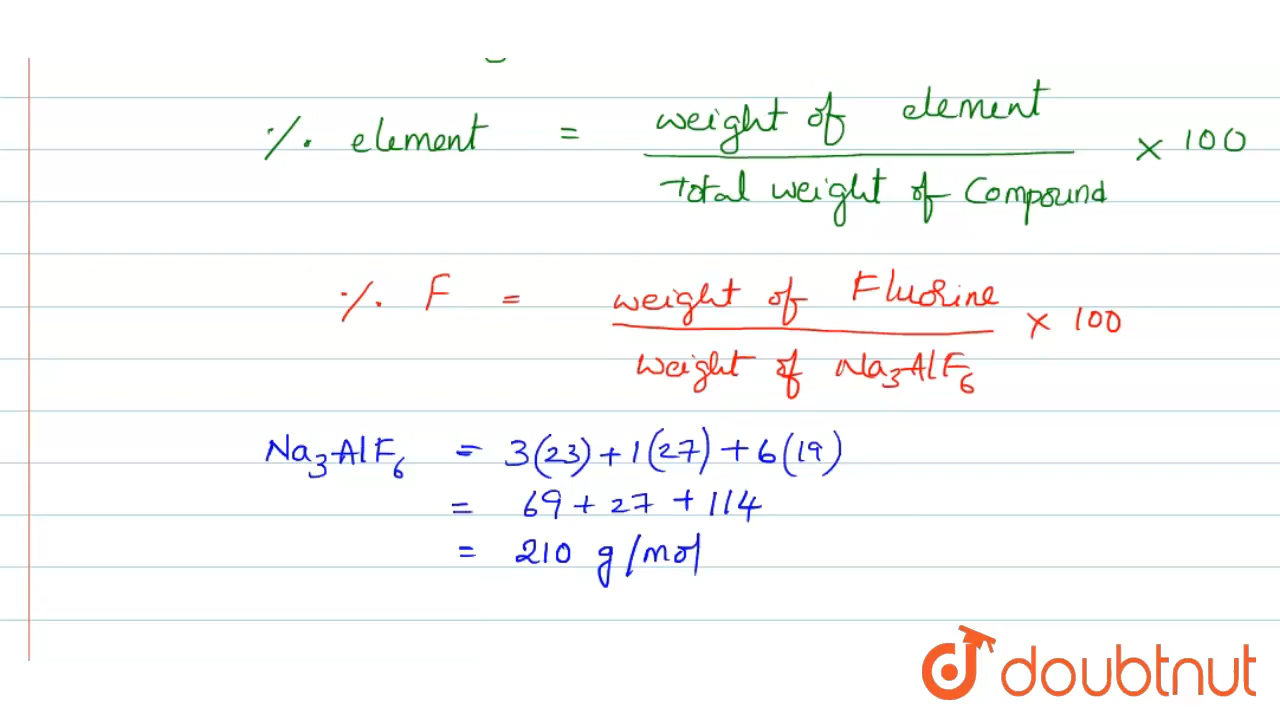 % element = weight of element / Total weight of Compound × 100
% F = weight of Fluorine / weight of Na₃AlF₆ × 100
Na₃AlF₆ = 3(23) + 1(27) + 6(19)
= 69 + 27 + 114
= 210 g/mol
doubtnut